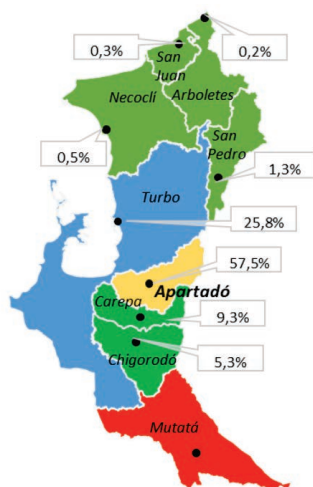 0,3%
0,2%
San
Juan
Arboletes
Necoclí
San
Pedro
0,5%
1,3%
Turbo
25,8%
57,5%
Apartadó
Carepa
9,3%
Chigorodó
5,3%
Mutatá